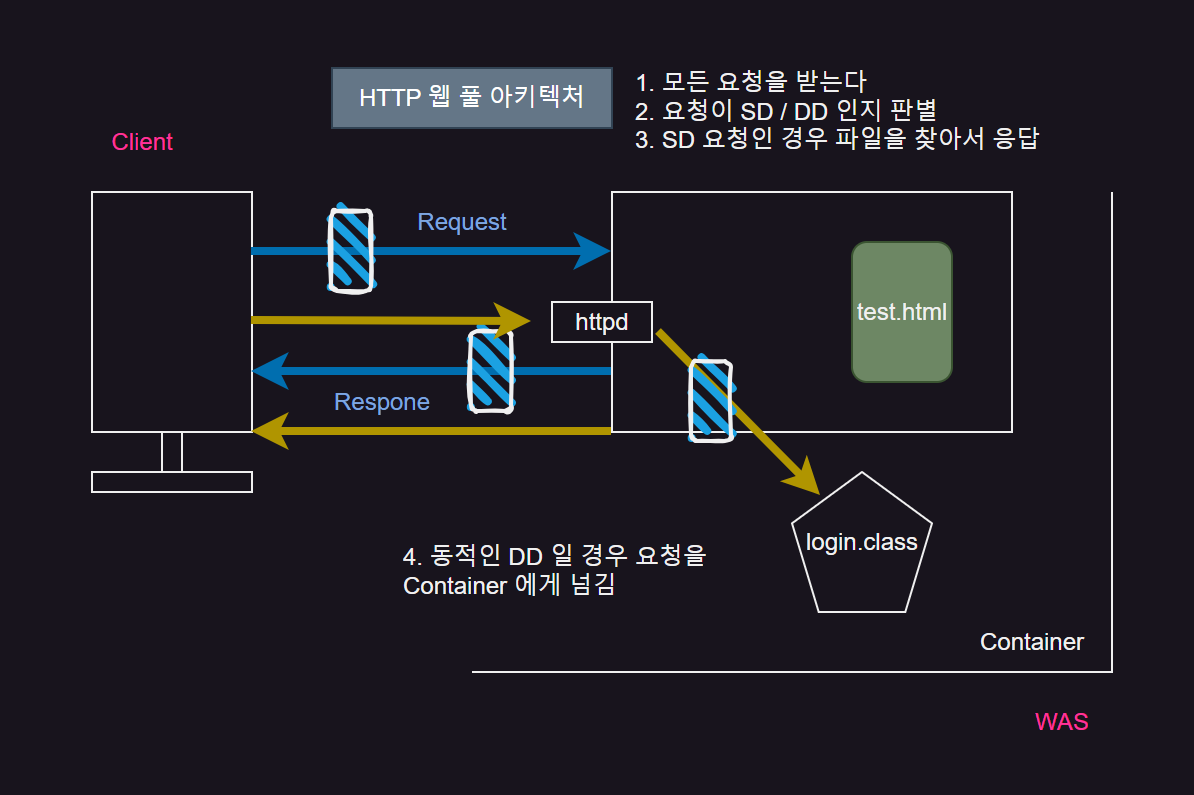 HTTP 웹 풀 아키텍처
1. 모든 요청을 받는다
2. 요청이 SD / DD 인지 판별
3. SD 요청인 경우 파일을 찾아서 응답
Client
Request
test.html
httpd
Respone
login.class
4. 동적인 DD 일 경우 요청을
Container 에게 넘김
Container
WAS